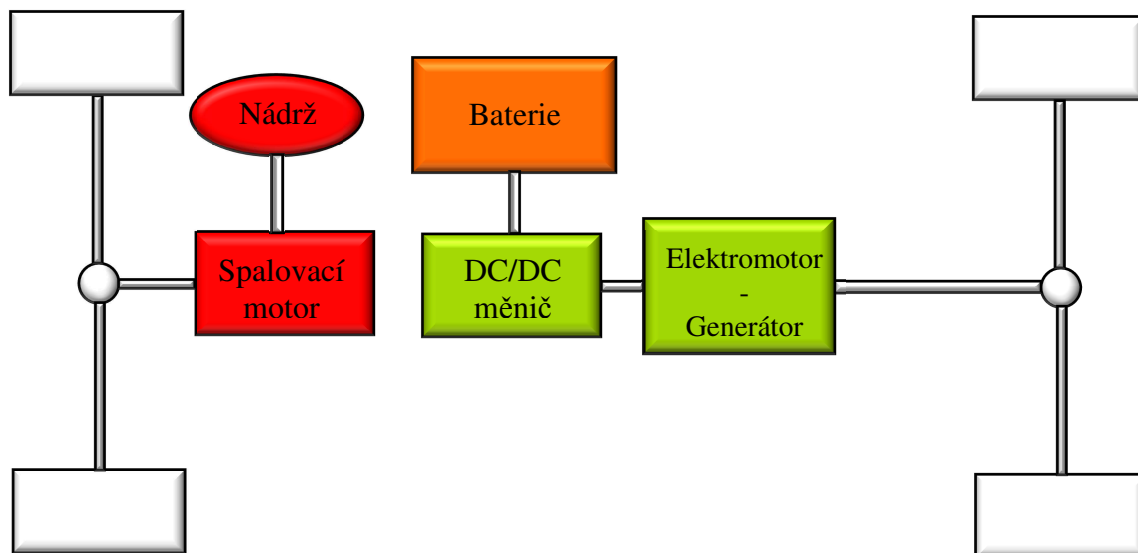 Nádrž
Baterie
Spalovací
motor
DC/DC
měnič
Elektromotor
-
Generátor